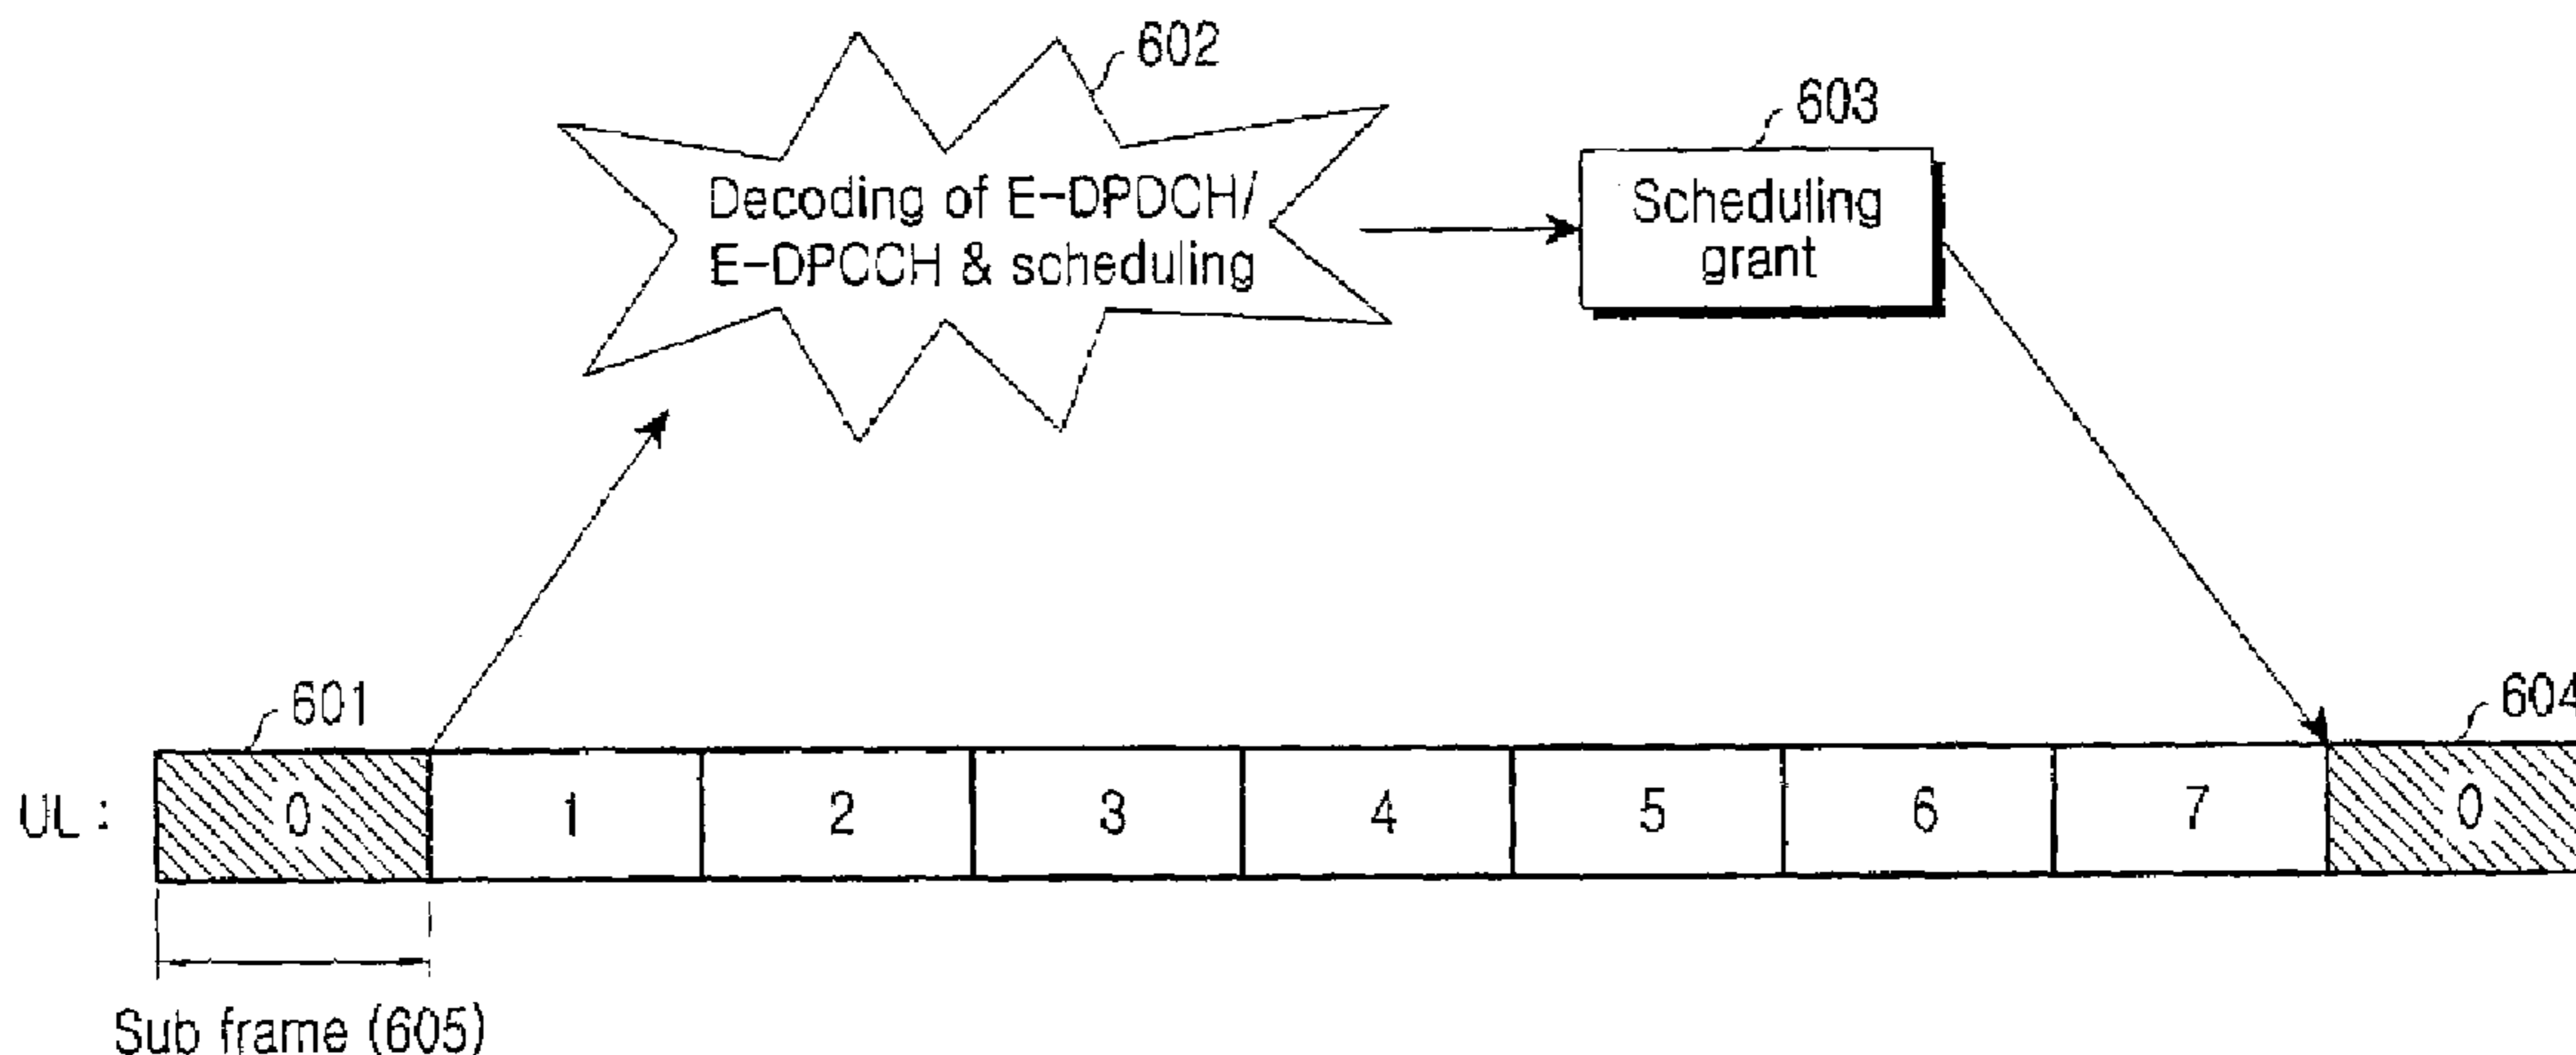 602
603
Decoding of E-DPDCH/
E-DPCCH & scheduling
Scheduling
grant
601
604
UL : 0 1 2 3 4 5 6 7 0
Sub frame (605)